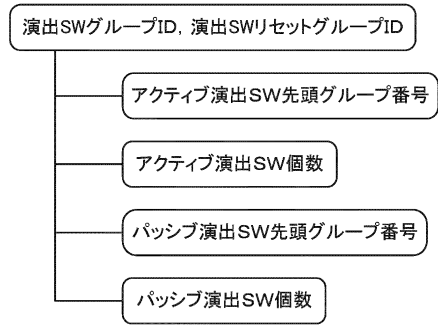 演出SWグループID，演出SWリセットグループID
アクティブ演出SW先頭グループ番号
アクティブ演出SW個数
パッシブ演出SW先頭グループ番号
パッシブ演出SW個数